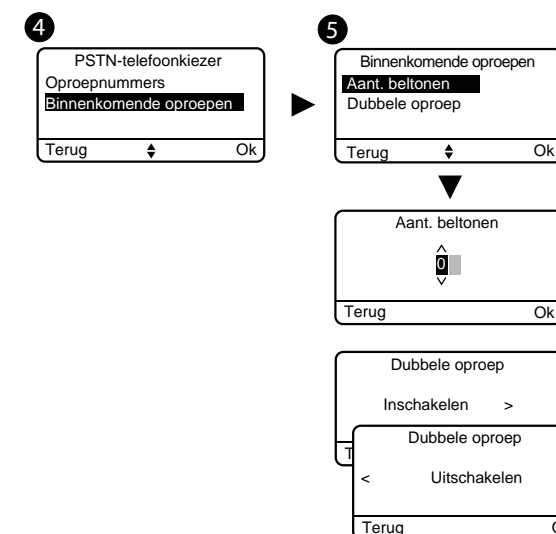 4
PSTN-telefoonkiezer
Oproepnummers
Binnenkomende oproepen
Terug Ok
5
Binnenkomende oproepen
Aant. beltonen
Dubbele oproep
Terug Ok
Aant. beltonen
0
Terug Ok
Dubbele oproep
Inschakelen >
Dubbele oproep
< Uitschakelen
Terug